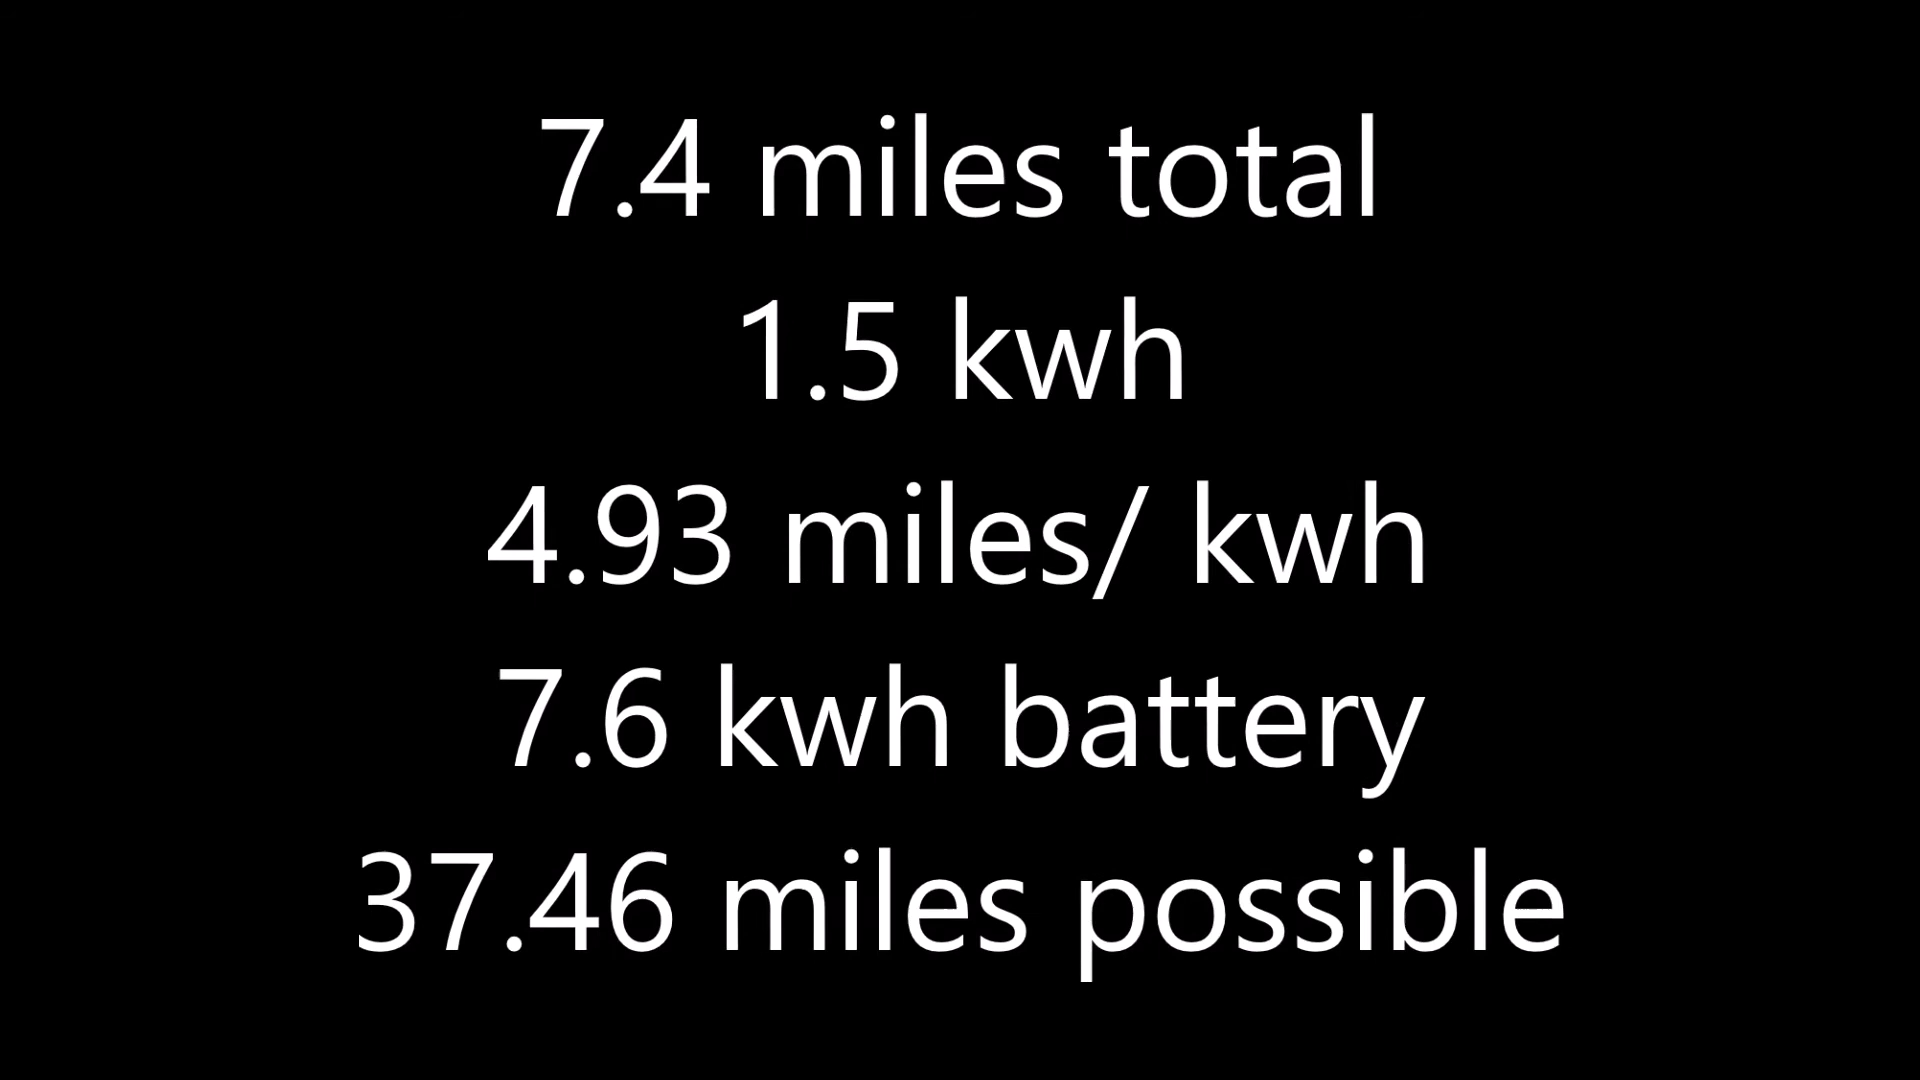 7.4 miles total
1.5 kwh
4.93 miles/ kwh
7.6 kwh battery
37.46 miles possible